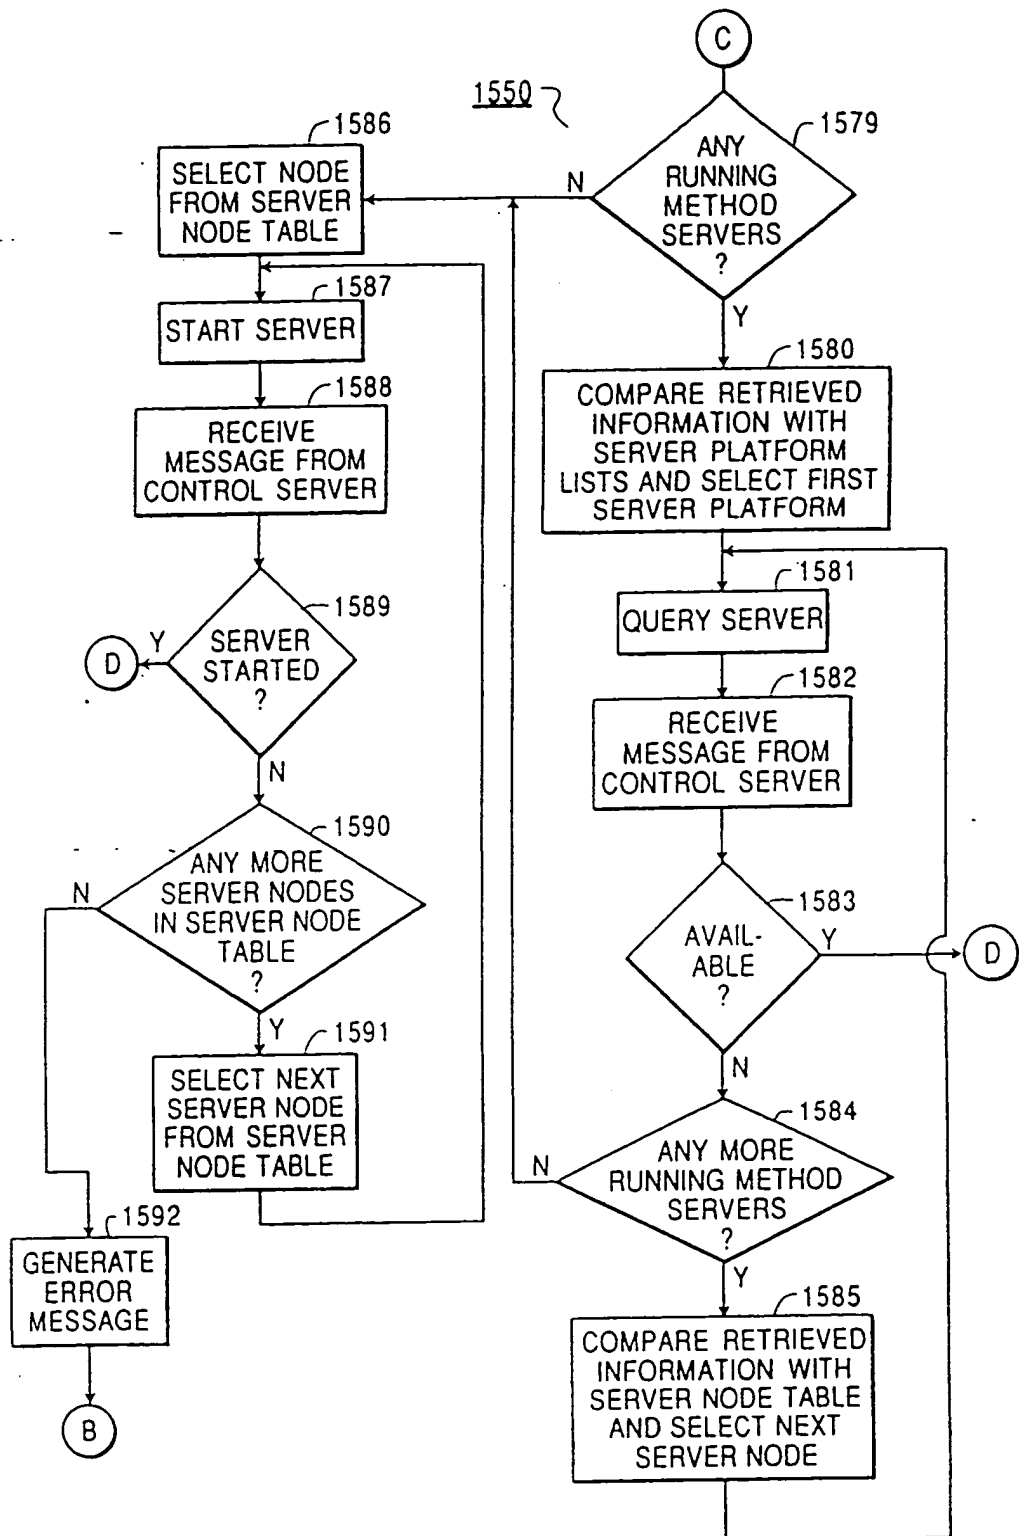 C
1550
1579
ANY
RUNNING
METHOD
SERVERS
?
N
Y
1586
SELECT NODE
FROM SERVER
NODE TABLE
1587
START SERVER
1588
RECEIVE
MESSAGE FROM
CONTROL SERVER
1589
SERVER
STARTED
?
Y
D
N
1590
ANY MORE
SERVER NODES
IN SERVER NODE
TABLE
?
N
Y
1591
SELECT NEXT
SERVER NODE
FROM SERVER
NODE TABLE
1592
GENERATE
ERROR
MESSAGE
B
1580
COMPARE RETRIEVED
INFORMATION WITH
SERVER PLATFORM
LISTS AND SELECT FIRST
SERVER PLATFORM
1581
QUERY SERVER
1582
RECEIVE
MESSAGE FROM
CONTROL SERVER
1583
AVAIL-
ABLE
?
Y
D
N
1584
ANY MORE
RUNNING METHOD
SERVERS
?
N
Y
1585
COMPARE RETRIEVED
INFORMATION WITH
SERVER NODE TABLE
AND SELECT NEXT
SERVER NODE